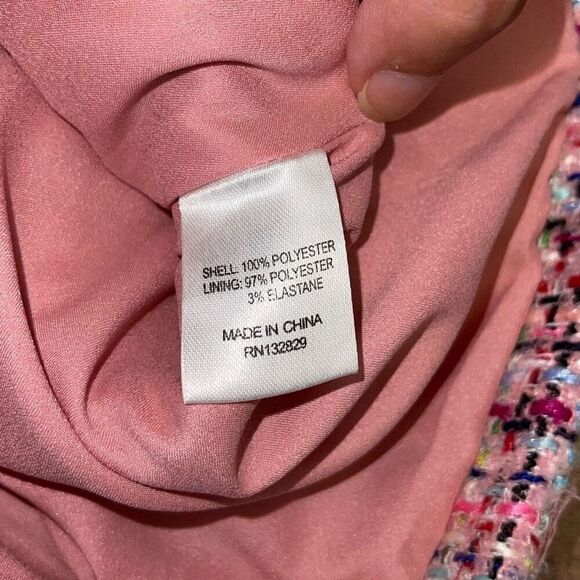 SHELL: 100% POLYESTER
LINING: 97% POLYESTER
3% ELASTANE
MADE IN CHINA
RN132829